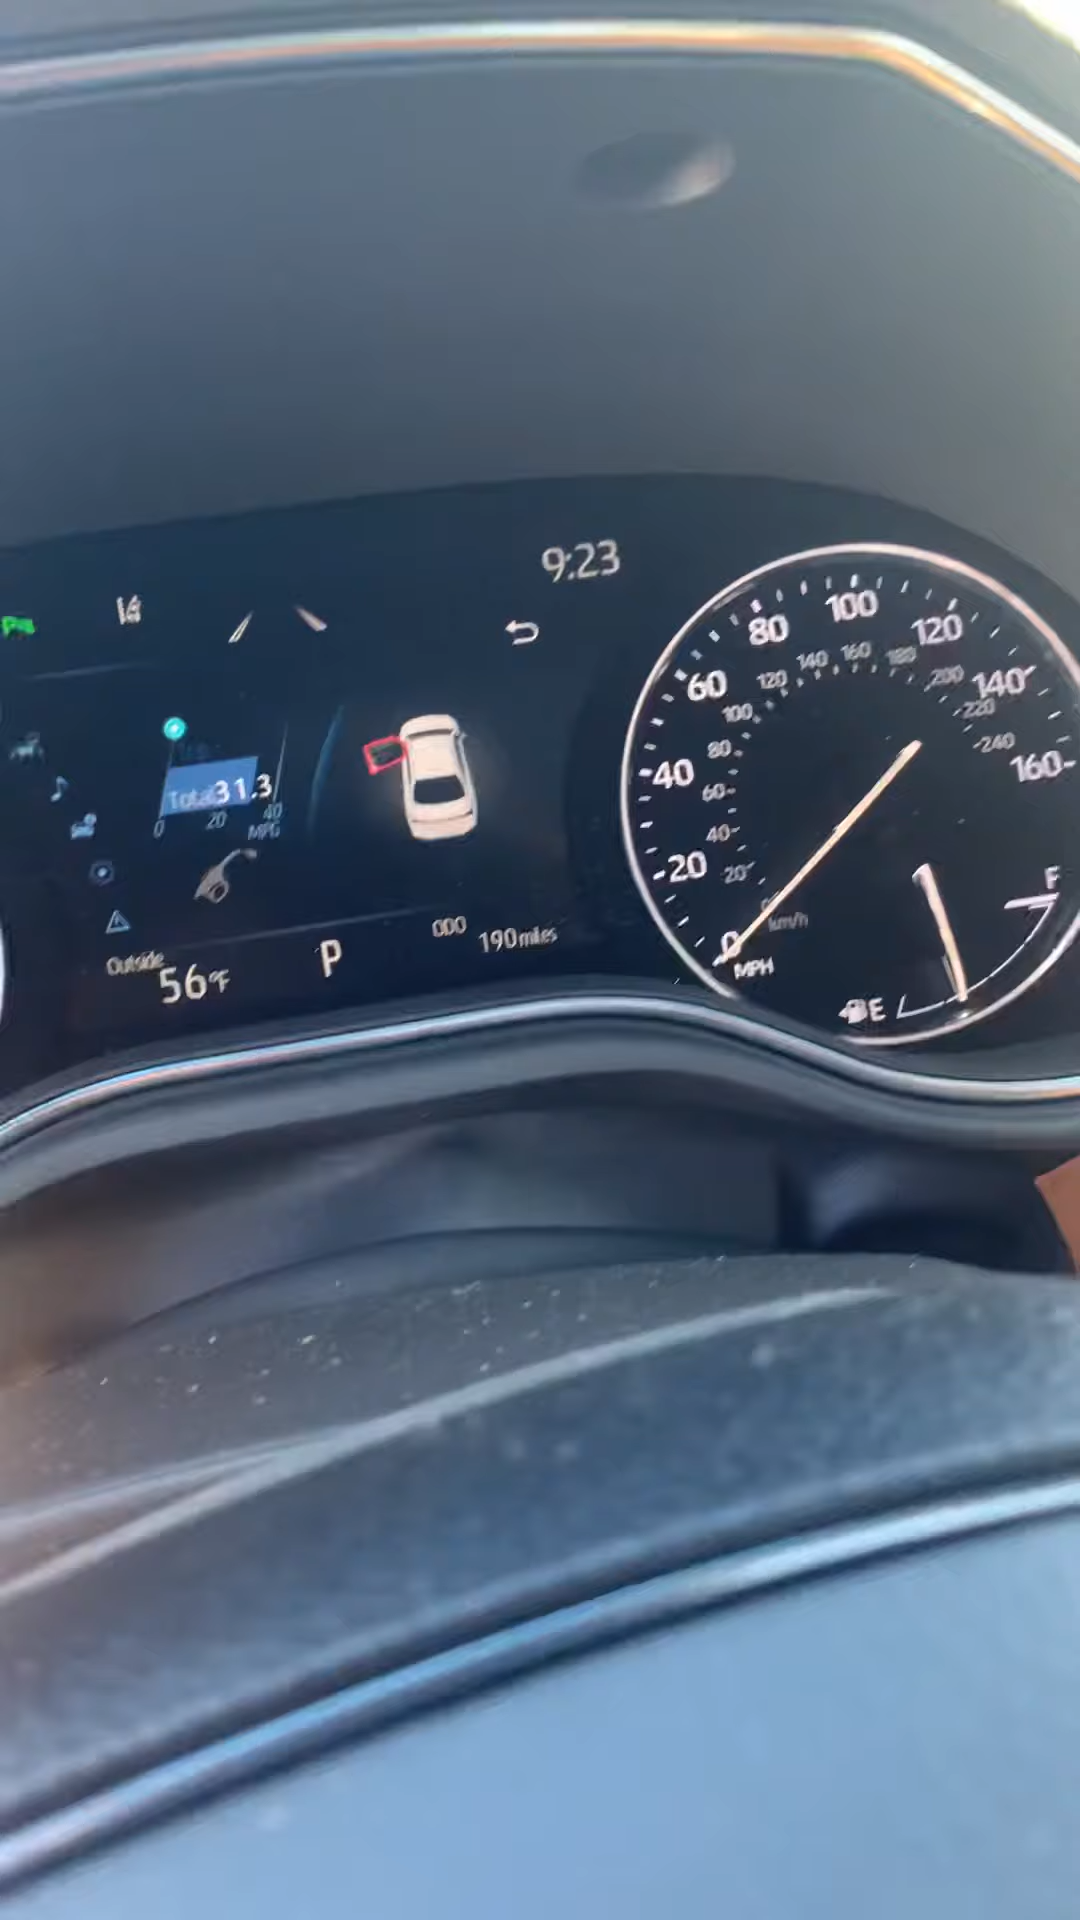 9:23
Total 31.3
0 20 40
MPG
Outside
56°F
P
ODO 190 miles
0 20 40 60 80 100 120 140 160
MPH
20 40 60 80 100 120 140 160 180 200 220 240
km/h
F
E